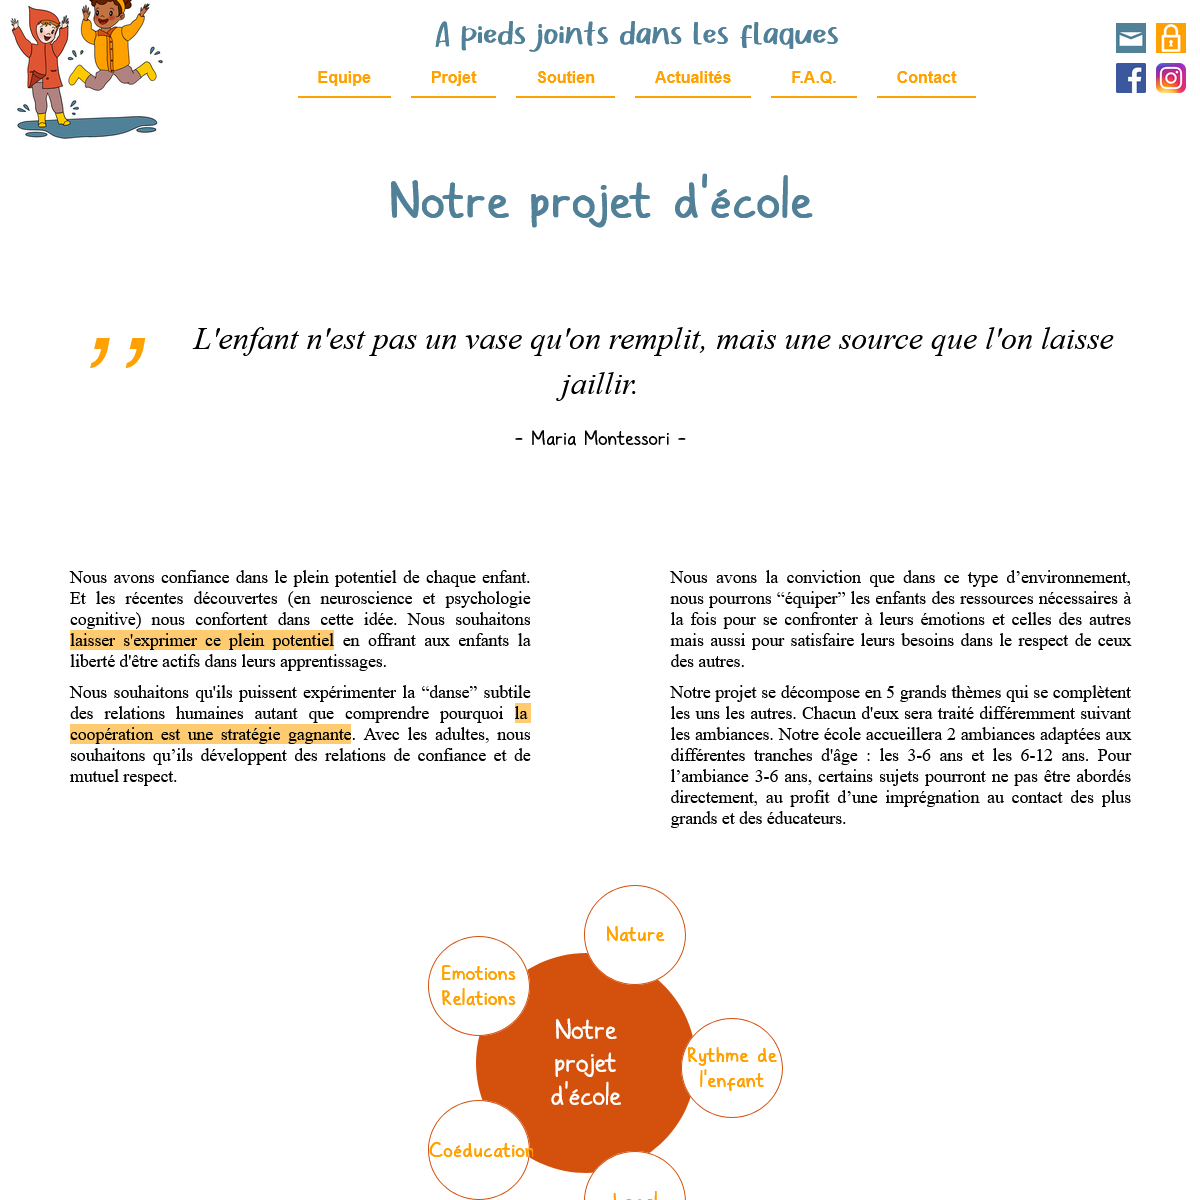 A pieds joints dans les flaques
Equipe
Projet
Soutien
Actualités
F.A.Q.
Contact
Notre projet d'école
,,
L'enfant n'est pas un vase qu'on remplit, mais une source que l'on laisse
jaillir.
- Maria Montessori -
Nous avons confiance dans le plein potentiel de chaque enfant.
Et les récentes découvertes (en neuroscience et psychologie
cognitive) nous confortent dans cette idée. Nous souhaitons
laisser s'exprimer ce plein potentiel en offrant aux enfants la
liberté d'être actifs dans leurs apprentissages.
Nous souhaitons qu'ils puissent expérimenter la “danse” subtile
des relations humaines autant que comprendre pourquoi la
coopération est une stratégie gagnante. Avec les adultes, nous
souhaitons qu’ils développent des relations de confiance et de
mutuel respect.
Nous avons la conviction que dans ce type d’environnement,
nous pourrons “équiper” les enfants des ressources nécessaires à
la fois pour se confronter à leurs émotions et celles des autres
mais aussi pour satisfaire leurs besoins dans le respect de ceux
des autres.
Notre projet se décompose en 5 grands thèmes qui se complètent
les uns les autres. Chacun d'eux sera traité différemment suivant
les ambiances. Notre école accueillera 2 ambiances adaptées aux
différentes tranches d'âge : les 3-6 ans et les 6-12 ans. Pour
l’ambiance 3-6 ans, certains sujets pourront ne pas être abordés
directement, au profit d’une imprégnation au contact des plus
grands et des éducateurs.
Nature
Emotions
Relations
Notre
projet
d'école
Rythme de
l'enfant
Coéducation